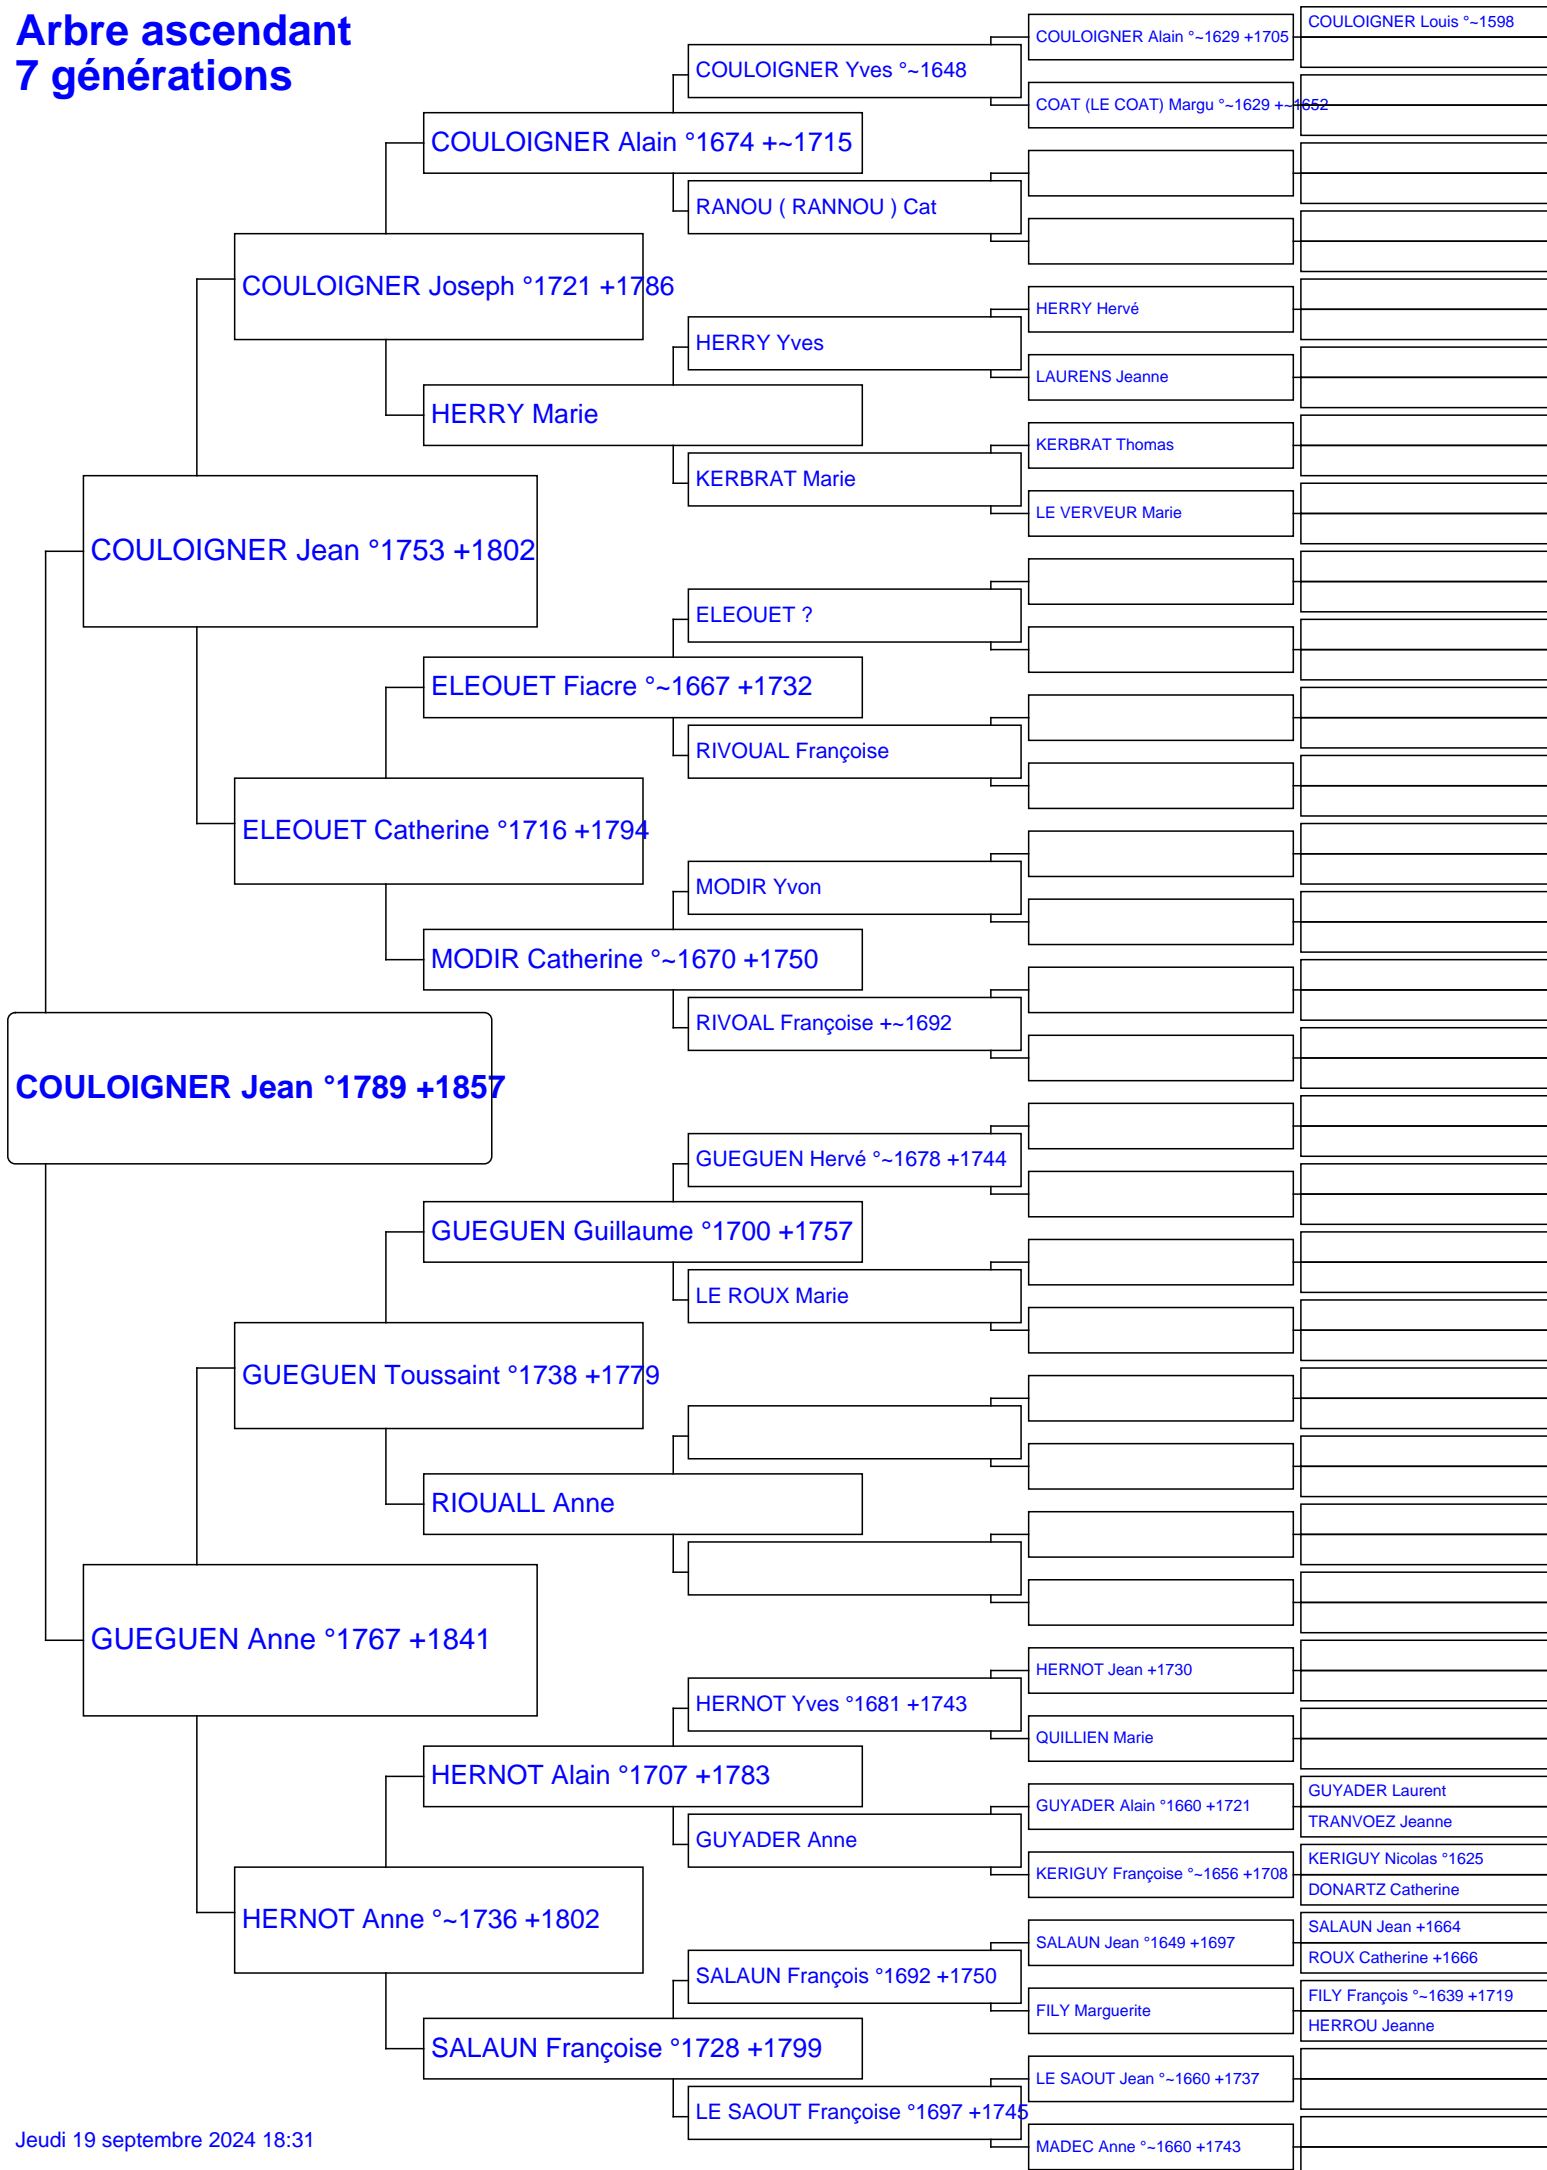 Arbre ascendant
7 générations
COULOIGNER Louis °~1598
COULOIGNER Alain °~1629 +1705
COULOIGNER Yves °~1648
COAT (LE COAT) Margu °~1629 +~1652
COULOIGNER Alain °1674 +~1715
RANOU ( RANNOU ) Cat
COULOIGNER Joseph °1721 +1786
HERRY Hervé
HERRY Yves
LAURENS Jeanne
HERRY Marie
KERBRAT Thomas
KERBRAT Marie
LE VERVEUR Marie
COULOIGNER Jean °1753 +1802
ELEOUET ?
ELEOUET Fiacre °~1667 +1732
RIVOUAL Françoise
ELEOUET Catherine °1716 +1794
MODIR Yvon
MODIR Catherine °~1670 +1750
RIVOAL Françoise +~1692
COULOIGNER Jean °1789 +1857
GUEGUEN Hervé °~1678 +1744
GUEGUEN Guillaume °1700 +1757
LE ROUX Marie
GUEGUEN Toussaint °1738 +1779
RIOUALL Anne
GUEGUEN Anne °1767 +1841
HERNOT Jean +1730
HERNOT Yves °1681 +1743
QUILLIEN Marie
HERNOT Alain °1707 +1783
GUYADER Laurent
GUYADER Alain °1660 +1721
TRANVOEZ Jeanne
GUYADER Anne
KERIGUY Nicolas °1625
KERIGUY Françoise °~1656 +1708
DONARTZ Catherine
HERNOT Anne °~1736 +1802
SALAUN Jean +1664
SALAUN Jean °1649 +1697
ROUX Catherine +1666
SALAUN François °1692 +1750
FILY François °~1639 +1719
FILY Marguerite
HERROU Jeanne
SALAUN Françoise °1728 +1799
LE SAOUT Jean °~1660 +1737
LE SAOUT Françoise °1697 +1745
MADEC Anne °~1660 +1743
Jeudi 19 septembre 2024 18:31